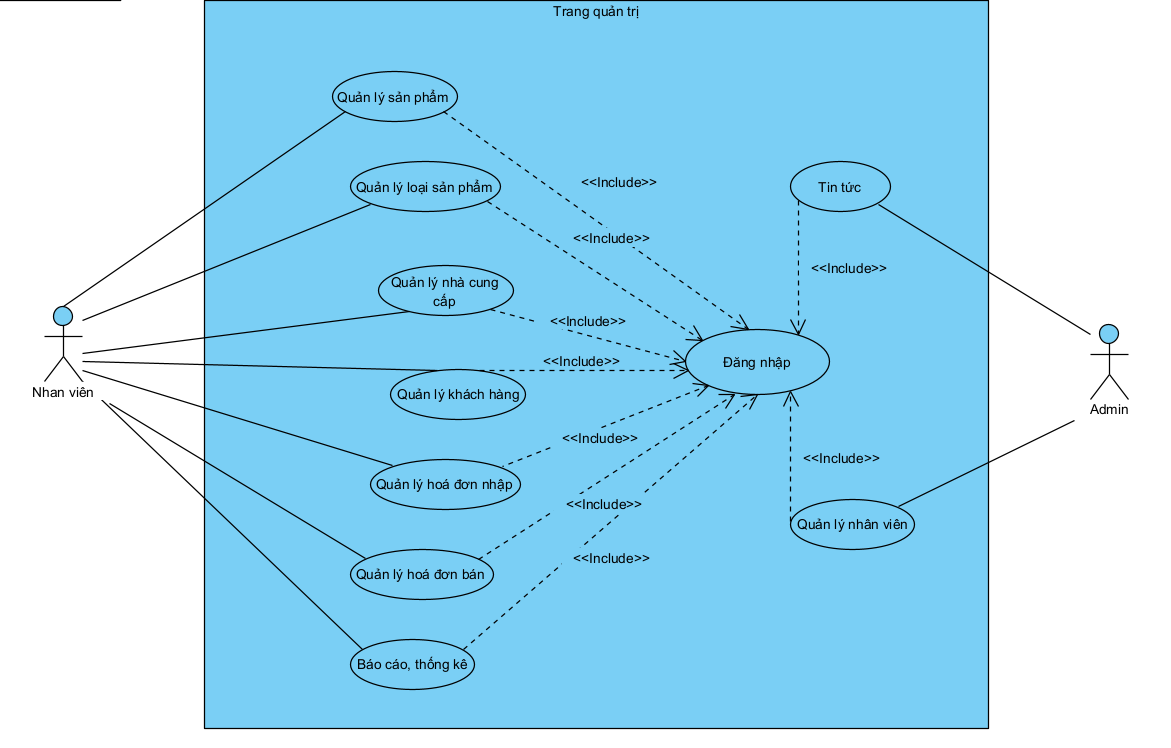 Trang quản trị
Quản lý sản phẩm
<<Include>>
Quản lý loại sản phẩm
Tin tức
<<Include>>
<<Include>>
Quản lý nhà cung
cấp
<<Include>>
<<Include>>
Đăng nhập
Nhan viên
Quản lý khách hàng
Admin
<<Include>>
<<Include>>
Quản lý hoá đơn nhập
<<Include>>
Quản lý nhân viên
<<Include>>
Quản lý hoá đơn bán
Báo cáo, thống kê